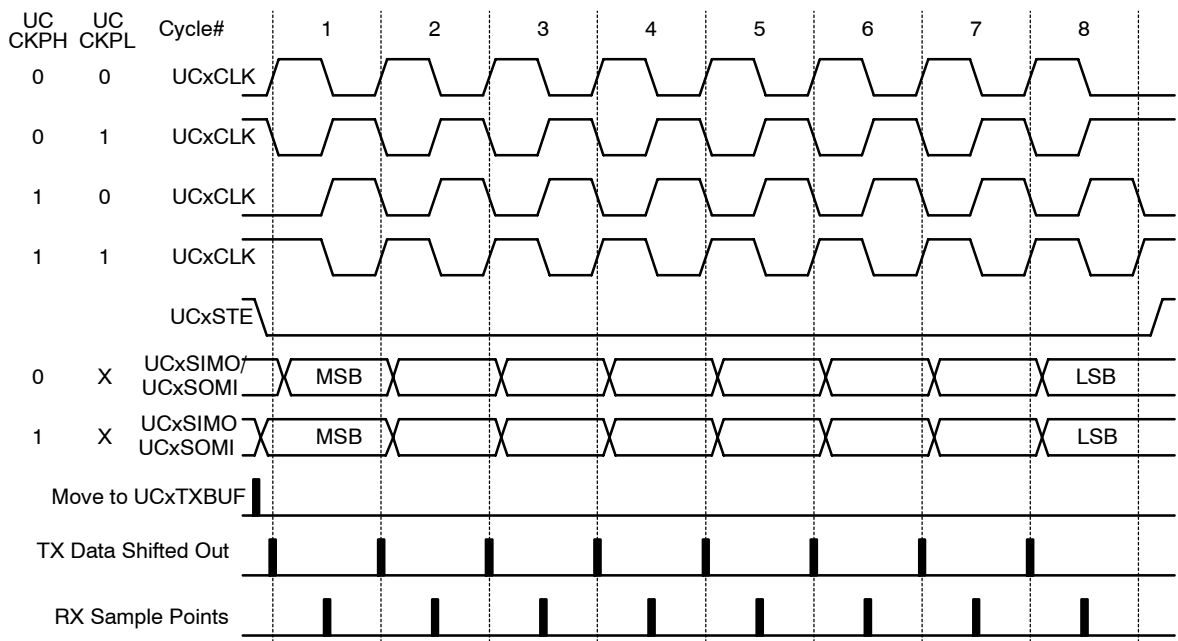 UC CKPH UC CKPL Cycle# 1 2 3 4 5 6 7 8
0 0 UCxCLK
0 1 UCxCLK
1 0 UCxCLK
1 1 UCxCLK
UCxSTE
0 X UCxSIMO/ UCxSOMI MSB LSB
1 X UCxSIMO UCxSOMI MSB LSB
Move to UCxTXBUF
TX Data Shifted Out
RX Sample Points